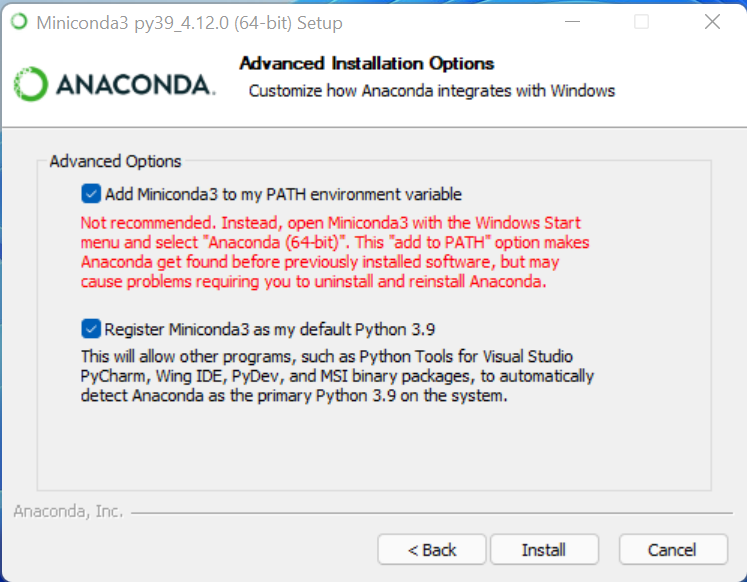 Miniconda3 py39_4.12.0 (64-bit) Setup
ANACONDA.
Advanced Installation Options
Customize how Anaconda integrates with Windows
Advanced Options
Add Miniconda3 to my PATH environment variable
Not recommended. Instead, open Miniconda3 with the Windows Start
menu and select "Anaconda (64-bit)". This "add to PATH" option makes
Anaconda get found before previously installed software, but may
cause problems requiring you to uninstall and reinstall Anaconda.
Register Miniconda3 as my default Python 3.9
This will allow other programs, such as Python Tools for Visual Studio
PyCharm, Wing IDE, PyDev, and MSI binary packages, to automatically
detect Anaconda as the primary Python 3.9 on the system.
Anaconda, Inc.
< Back
Install
Cancel